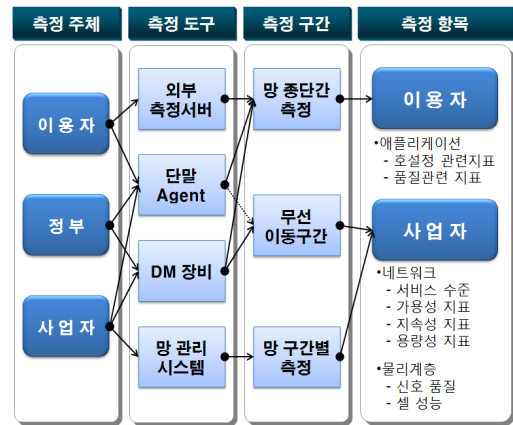 측정 주체
측정 도구
측정 구간
측정 항목
이 용 자
정 부
사 업 자
외부
측정서버
단말
Agent
DM 장비
망 관리
시스템
망 종단간
측정
무선
이동구간
망 구간별
측정
이 용 자
•애플리케이션
- 호설정 관련지표
- 품질관련 지표
사 업 자
•네트워크
- 서비스 수준
- 가용성 지표
- 지속성 지표
- 용량성 지표
•물리계층
- 신호 품질
- 셀 성능